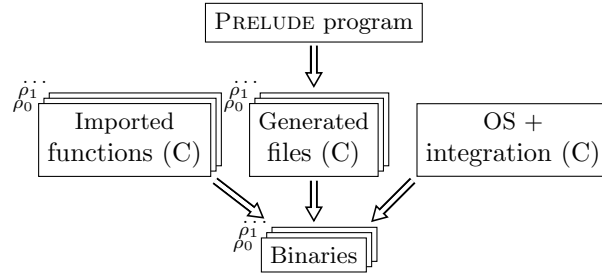 PRELUDE program
...
ρ1
ρ0
Imported
functions (C)
...
ρ1
ρ0
Generated
files (C)
OS +
integration (C)
...
ρ1
ρ0
Binaries